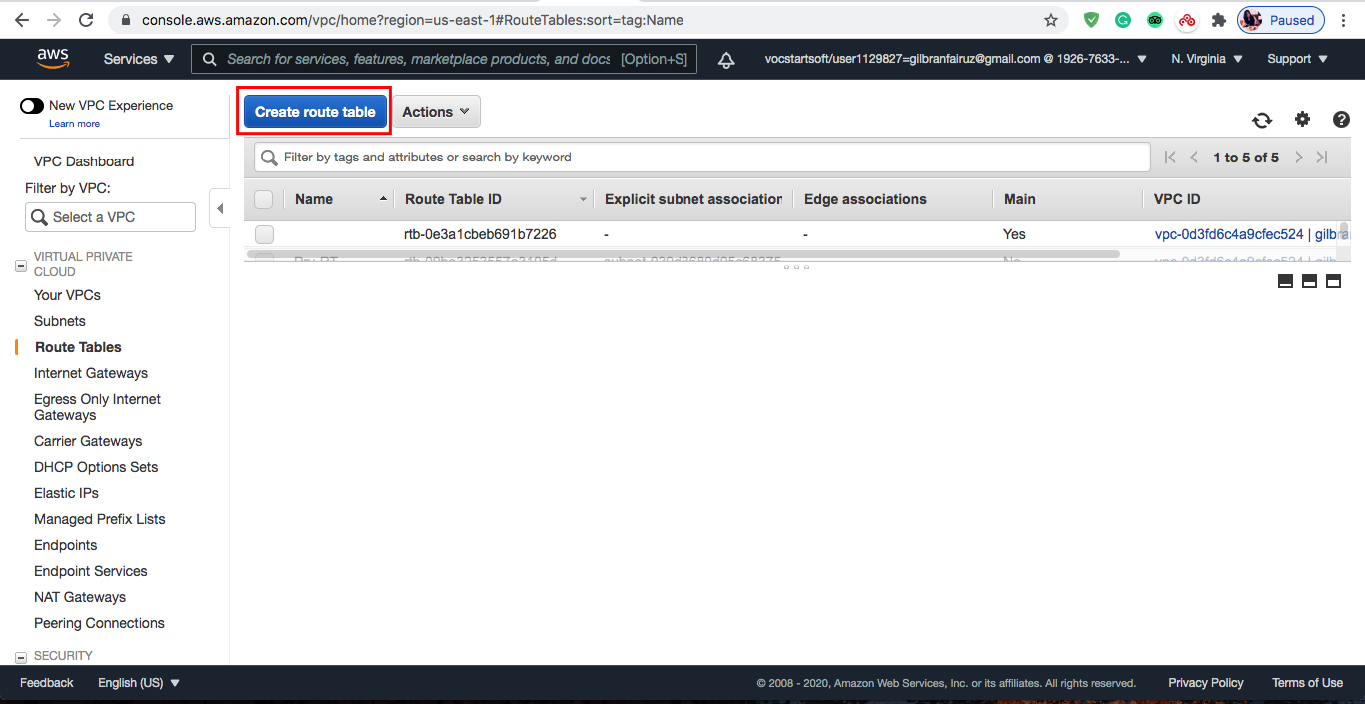 console.aws.amazon.com/vpc/home?region=us-east-1#RouteTables:sort=tag:Name
Paused
aws
Services
Search for services, features, marketplace products, and docs [Option+S]
vocstartsoft/user1129827=gilbranfairuz@gmail.com @ 1926-7633-...
N. Virginia
Support
New VPC Experience
Learn more
VPC Dashboard
Filter by VPC:
Select a VPC
VIRTUAL PRIVATE
CLOUD
Your VPCs
Subnets
Route Tables
Internet Gateways
Egress Only Internet
Gateways
Carrier Gateways
DHCP Options Sets
Elastic IPs
Managed Prefix Lists
Endpoints
Endpoint Services
NAT Gateways
Peering Connections
SECURITY
Create route table
Actions
Filter by tags and attributes or search by keyword
1 to 5 of 5
Name Route Table ID Explicit subnet association Edge associations Main VPC ID
rtb-0e3a1cbeb691b7226 - - Yes vpc-0d3fd6c4a9cfec524 | gilbra
Feedback
English (US)
© 2008 - 2020, Amazon Web Services, Inc. or its affiliates. All rights reserved.
Privacy Policy
Terms of Use